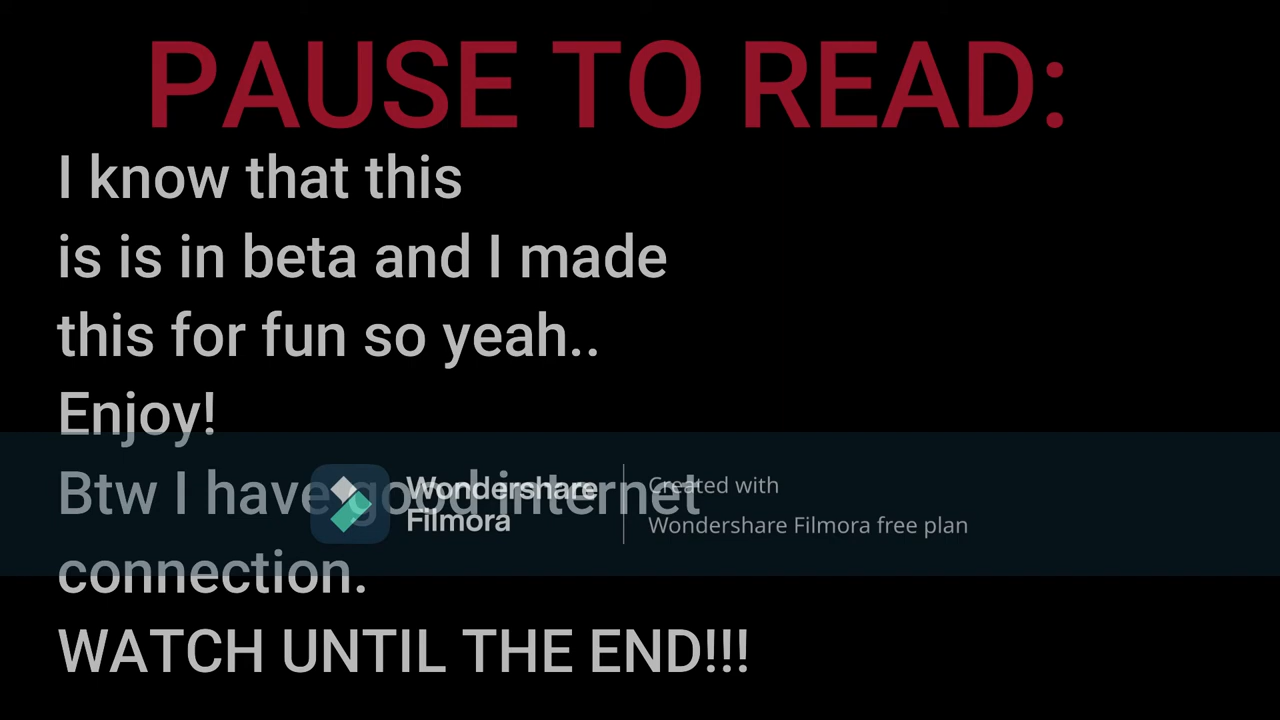 PAUSE TO READ:
I know that this
is is in beta and I made
this for fun so yeah..
Enjoy!
Btw I have good internet
connection.
WATCH UNTIL THE END!!!
Wondershare
Filmora
Created with
Wondershare Filmora free plan